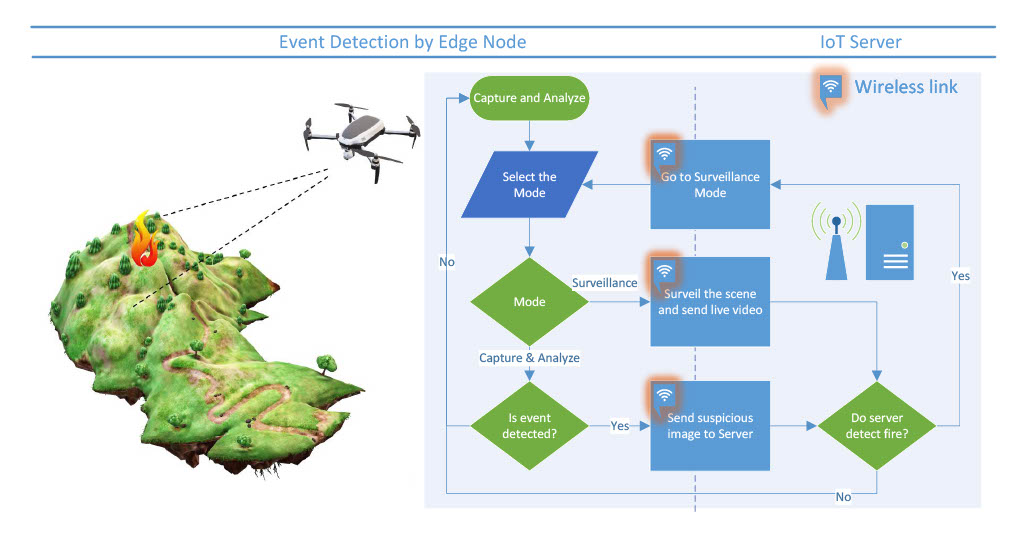 Event Detection by Edge Node
IoT Server
Wireless link
Capture and Analyze
Select the
Mode
Go to Surveillance
Mode
No
Yes
Mode
Surveillance
Surveil the scene
and send live video
Capture & Analyze
Is event
detected?
Yes
Send suspicious
image to Server
Do server
detect fire?
No